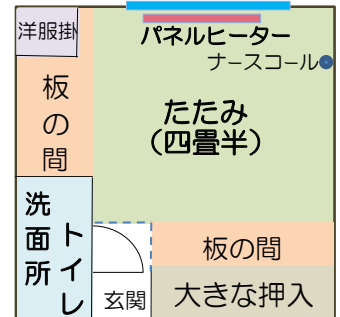 洋服掛
パネルヒーター
ナースコール
板の間
たたみ
（四畳半）
洗面所
トイレ
板の間
玄関
大きな押入